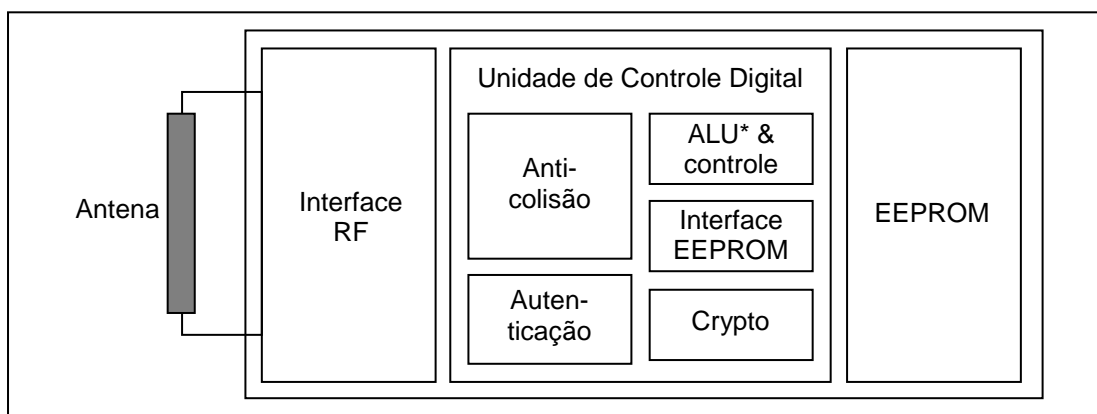 Antena
Interface
RF
Unidade de Controle Digital
Anti-
colisão
Auten-
ticação
ALU* &
controle
Interface
EEPROM
Crypto
EEPROM